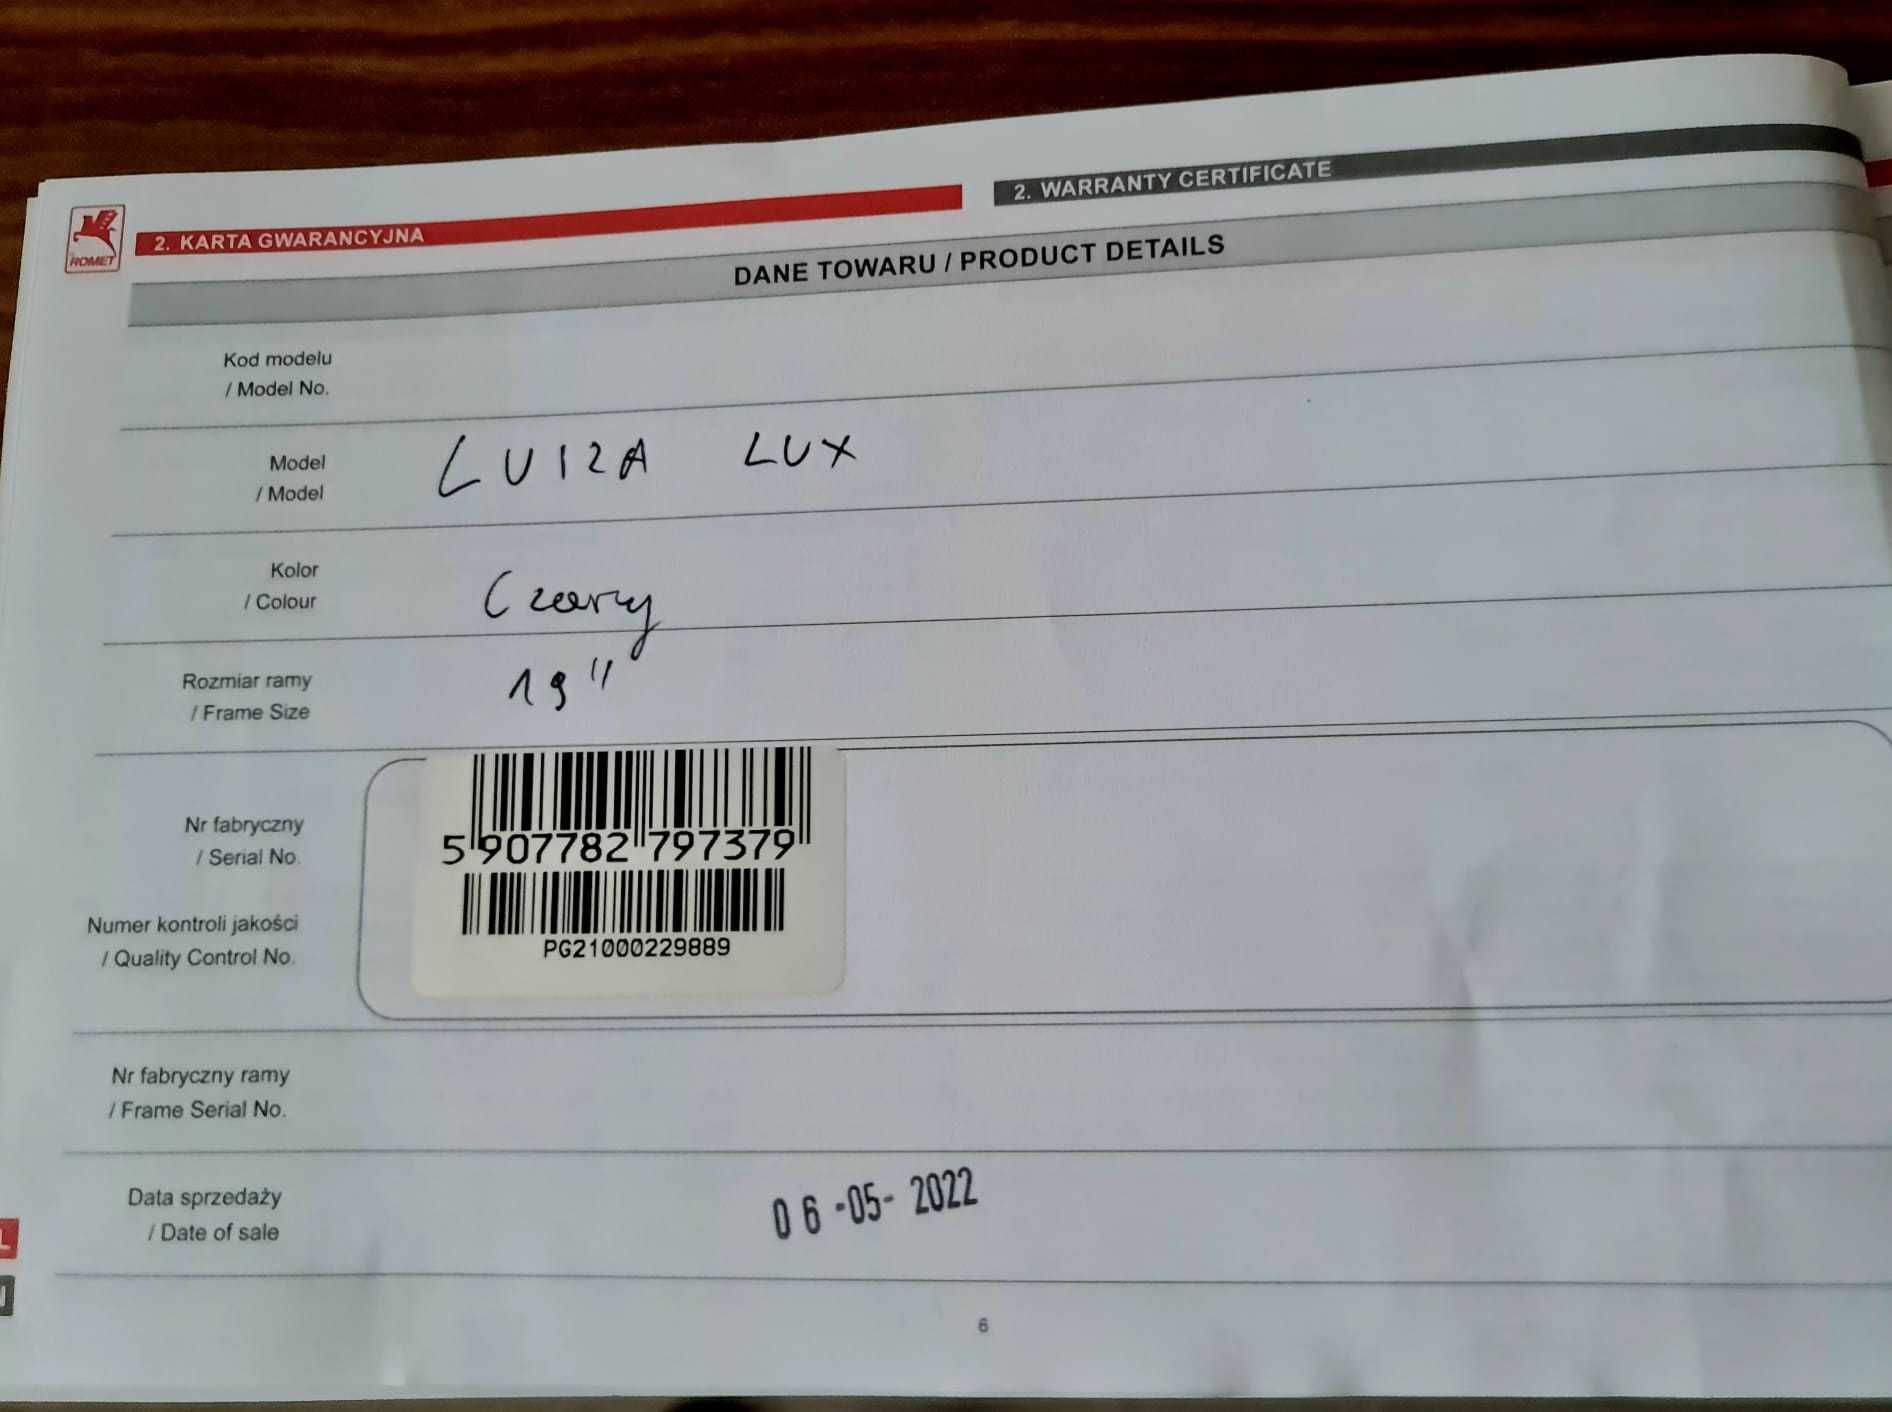 ROMET
2. KARTA GWARANCYJNA
2. WARRANTY CERTIFICATE
DANE TOWARU / PRODUCT DETAILS
Kod modelu
/ Model No.
Model
/ Model
LUIZA LUX
Kolor
/ Colour
Czarny
Rozmiar ramy
/ Frame Size
19"
Nr fabryczny
/ Serial No.
5 907782 797379
Numer kontroli jakości
/ Quality Control No.
PG21000229889
Nr fabryczny ramy
/ Frame Serial No.
Data sprzedaży
/ Date of sale
06-05-2022
6